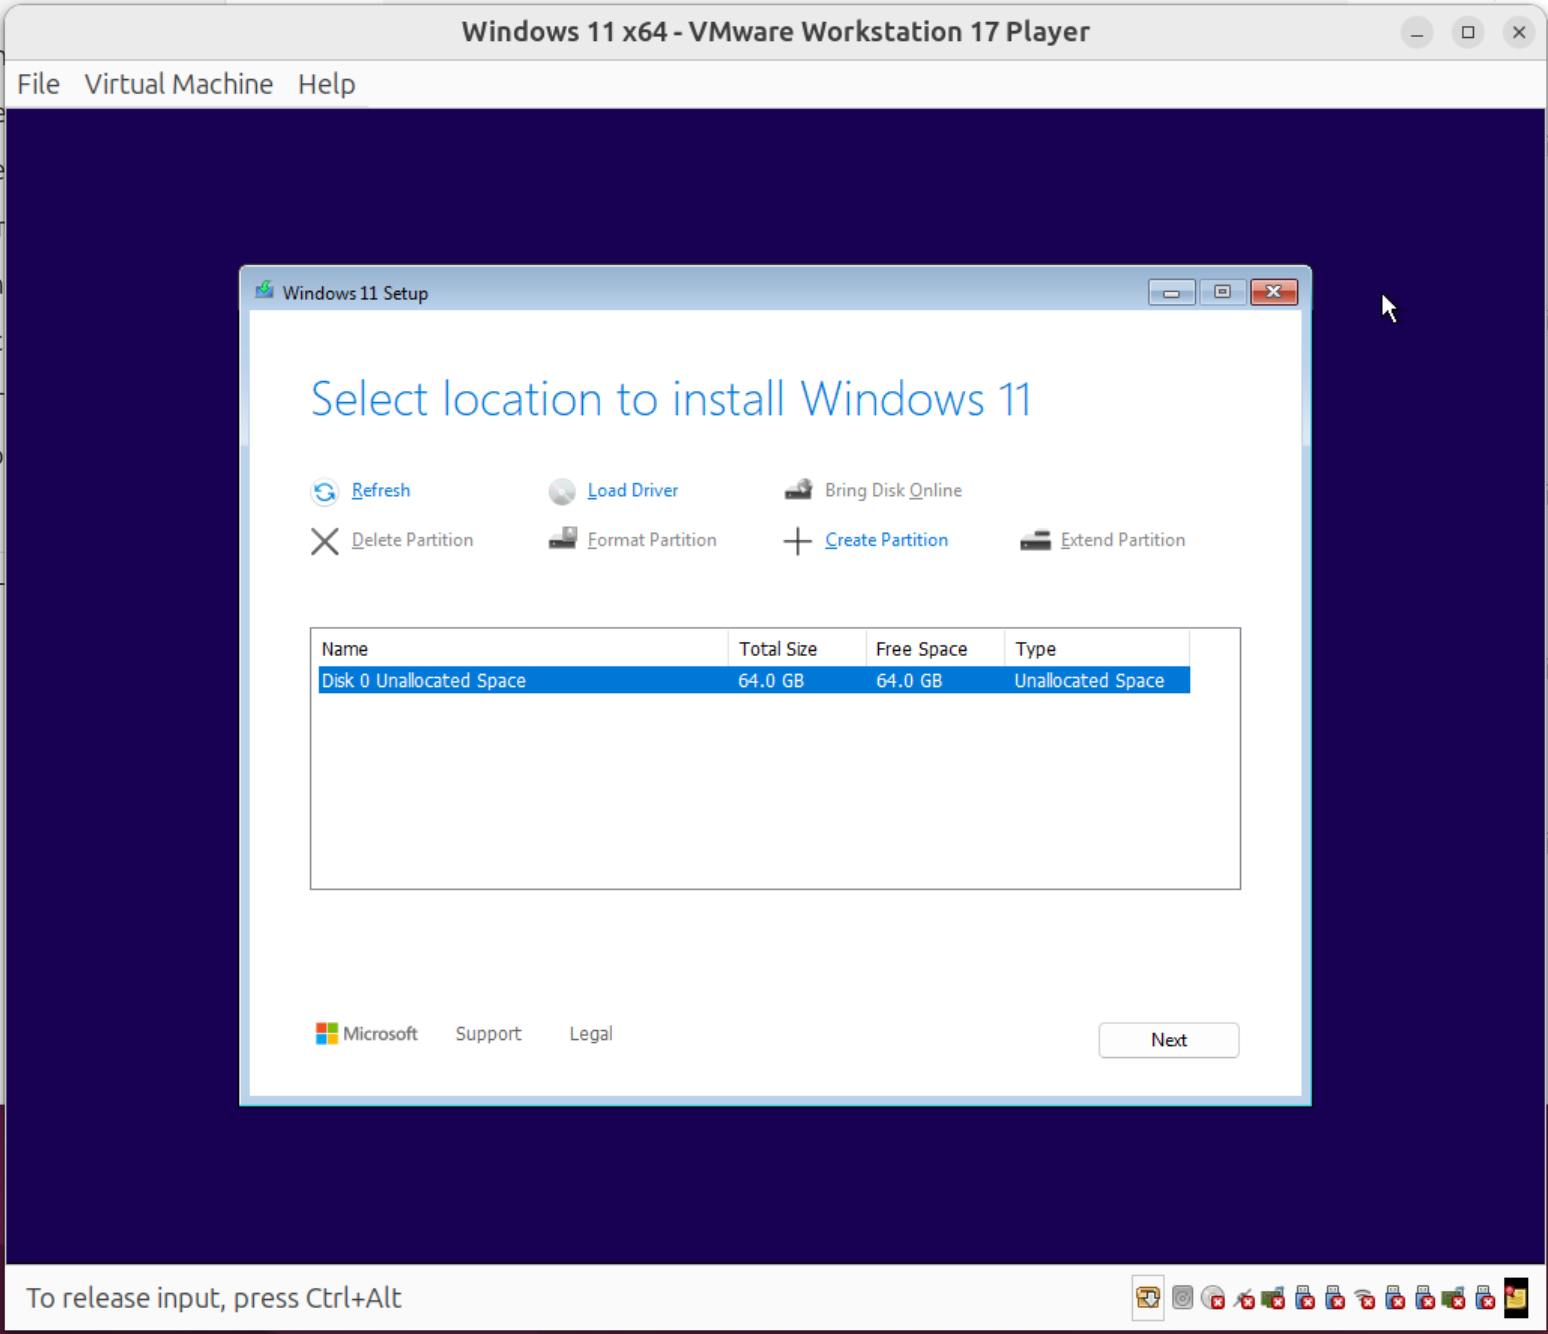 Windows 11 x64 - VMware Workstation 17 Player
File Virtual Machine Help
Windows 11 Setup
Select location to install Windows 11
Refresh Load Driver Bring Disk Online
Delete Partition Format Partition Create Partition Extend Partition
Name Total Size Free Space Type
Disk 0 Unallocated Space 64.0 GB 64.0 GB Unallocated Space
Microsoft Support Legal Next
To release input, press Ctrl+Alt